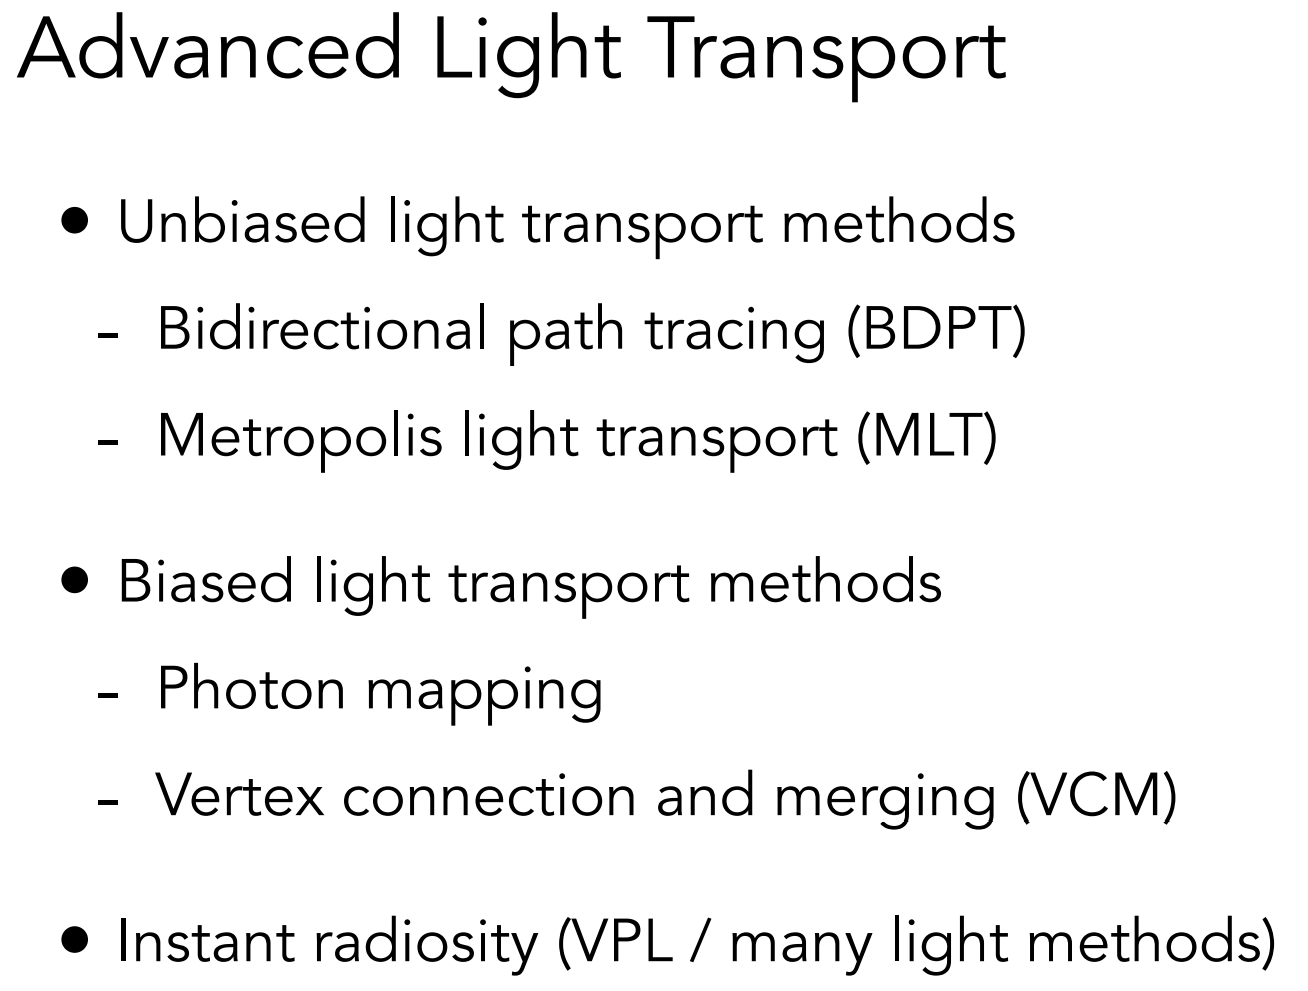 Advanced Light Transport
• Unbiased light transport methods
- Bidirectional path tracing (BDPT)
- Metropolis light transport (MLT)
• Biased light transport methods
- Photon mapping
- Vertex connection and merging (VCM)
• Instant radiosity (VPL / many light methods)